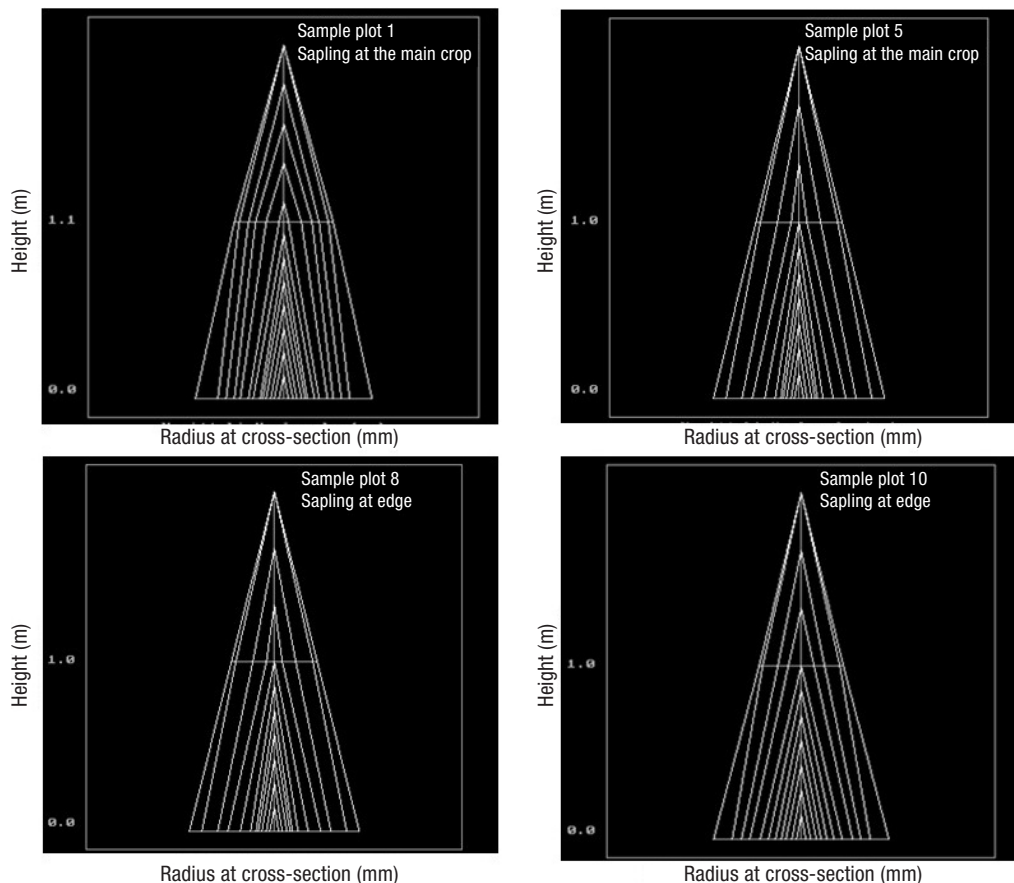 Sample plot 1
Sapling at the main crop
Height (m)
1.1
0.0
Radius at cross-section (mm)
Sample plot 5
Sapling at the main crop
Height (m)
1.0
0.0
Radius at cross-section (mm)
Sample plot 8
Sapling at edge
Height (m)
1.0
0.0
Radius at cross-section (mm)
Sample plot 10
Sapling at edge
Height (m)
1.0
0.0
Radius at cross-section (mm)